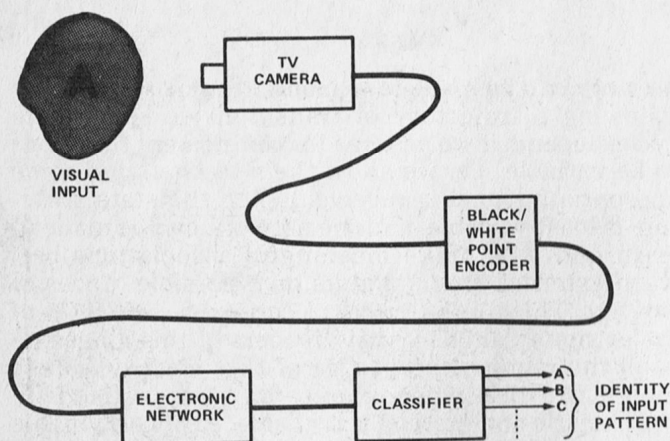 TV
CAMERA
VISUAL
INPUT
BLACK/
WHITE
POINT
ENCODER
ELECTRONIC
NETWORK
CLASSIFIER
A
B
C
IDENTITY
OF INPUT
PATTERN